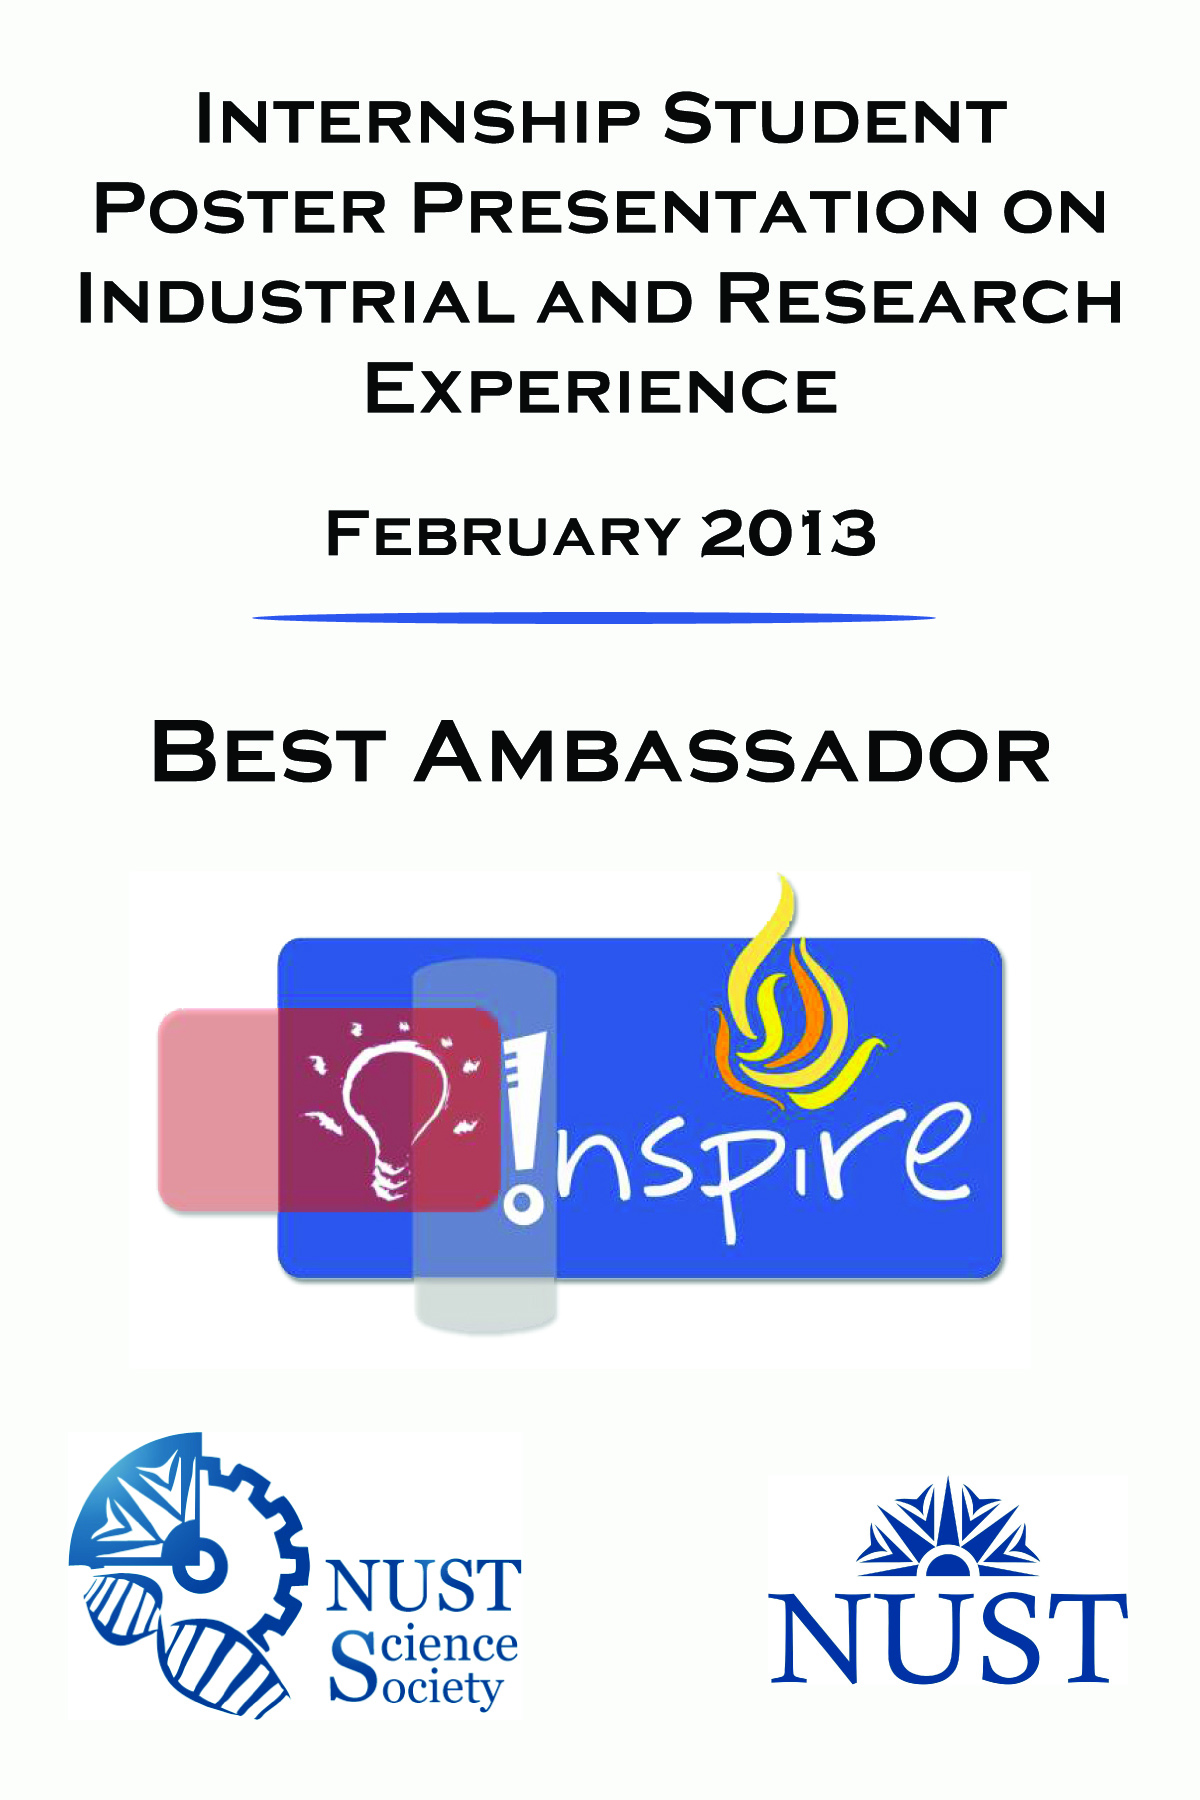 Internship Student
Poster Presentation on
Industrial and Research
Experience
February 2013
Best Ambassador
!nspire
NUST
Science
Society
NUST